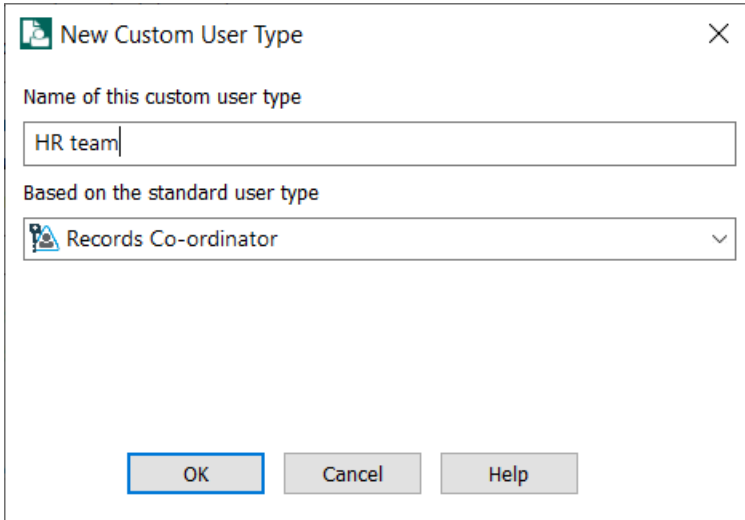 New Custom User Type
Name of this custom user type
HR team
Based on the standard user type
Records Co-ordinator
OK Cancel Help